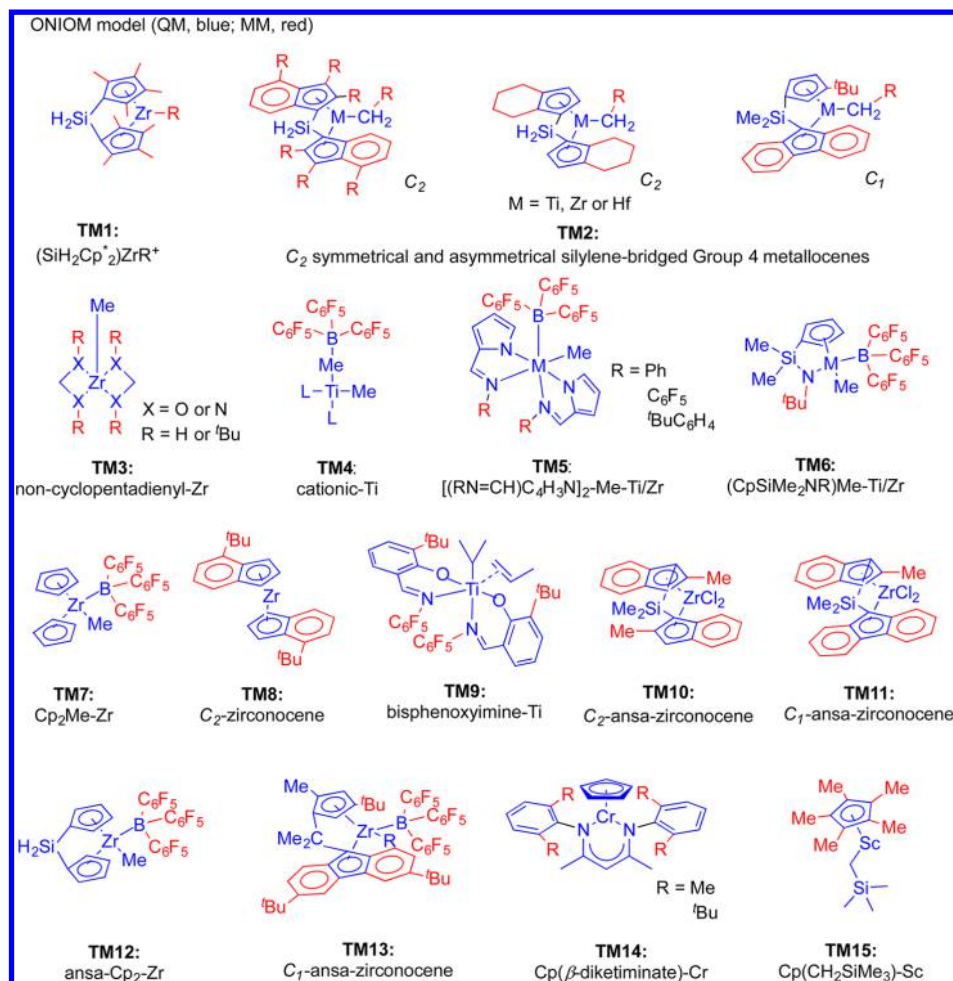 ONIOM model (QM, blue; MM, red)
H2Si Zr R
R R R R M CH2 H2Si R R R R C2
R M CH2 H2Si C2
tBu R M CH2 Me2Si C1
M = Ti, Zr or Hf
TM1:
(SiH2Cp*2)ZrR+
TM2:
C2 symmetrical and asymmetrical silylene-bridged Group 4 metallocenes
Me R R X X Zr X X R R
X = O or N
R = H or tBu
C6F5 C6F5 C6F5 B Me L Ti Me L
C6F5 C6F5 C6F5 B N M Me N N N R R
R = Ph
C6F5
tBuC6H4
Me Si Me N tBu M Me B C6F5 C6F5 C6F5
TM3:
non-cyclopentadienyl-Zr
TM4:
cationic-Ti
TM5:
[(RN=CH)C4H3N]2-Me-Ti/Zr
TM6:
(CpSiMe2NR)Me-Ti/Zr
Zr Me B C6F5 C6F5 C6F5
tBu Zr tBu
tBu O Ti N C6F5 O N C6F5 tBu
Me Me2Si ZrCl2 Me
Me Me2Si ZrCl2
TM7:
Cp2Me-Zr
TM8:
C2-zirconocene
TM9:
bisphenoxyimine-Ti
TM10:
C2-ansa-zirconocene
TM11:
C1-ansa-zirconocene
H2Si Zr Me B C6F5 C6F5 C6F5
Me tBu C Me2 Zr B C6F5 C6F5 C6F5 R tBu tBu
R R Cr N N R R
R = Me
tBu
Me Me Me Me Me Sc Si
TM12:
ansa-Cp2-Zr
TM13:
C1-ansa-zirconocene
TM14:
Cp(β-diketiminate)-Cr
TM15:
Cp(CH2SiMe3)-Sc